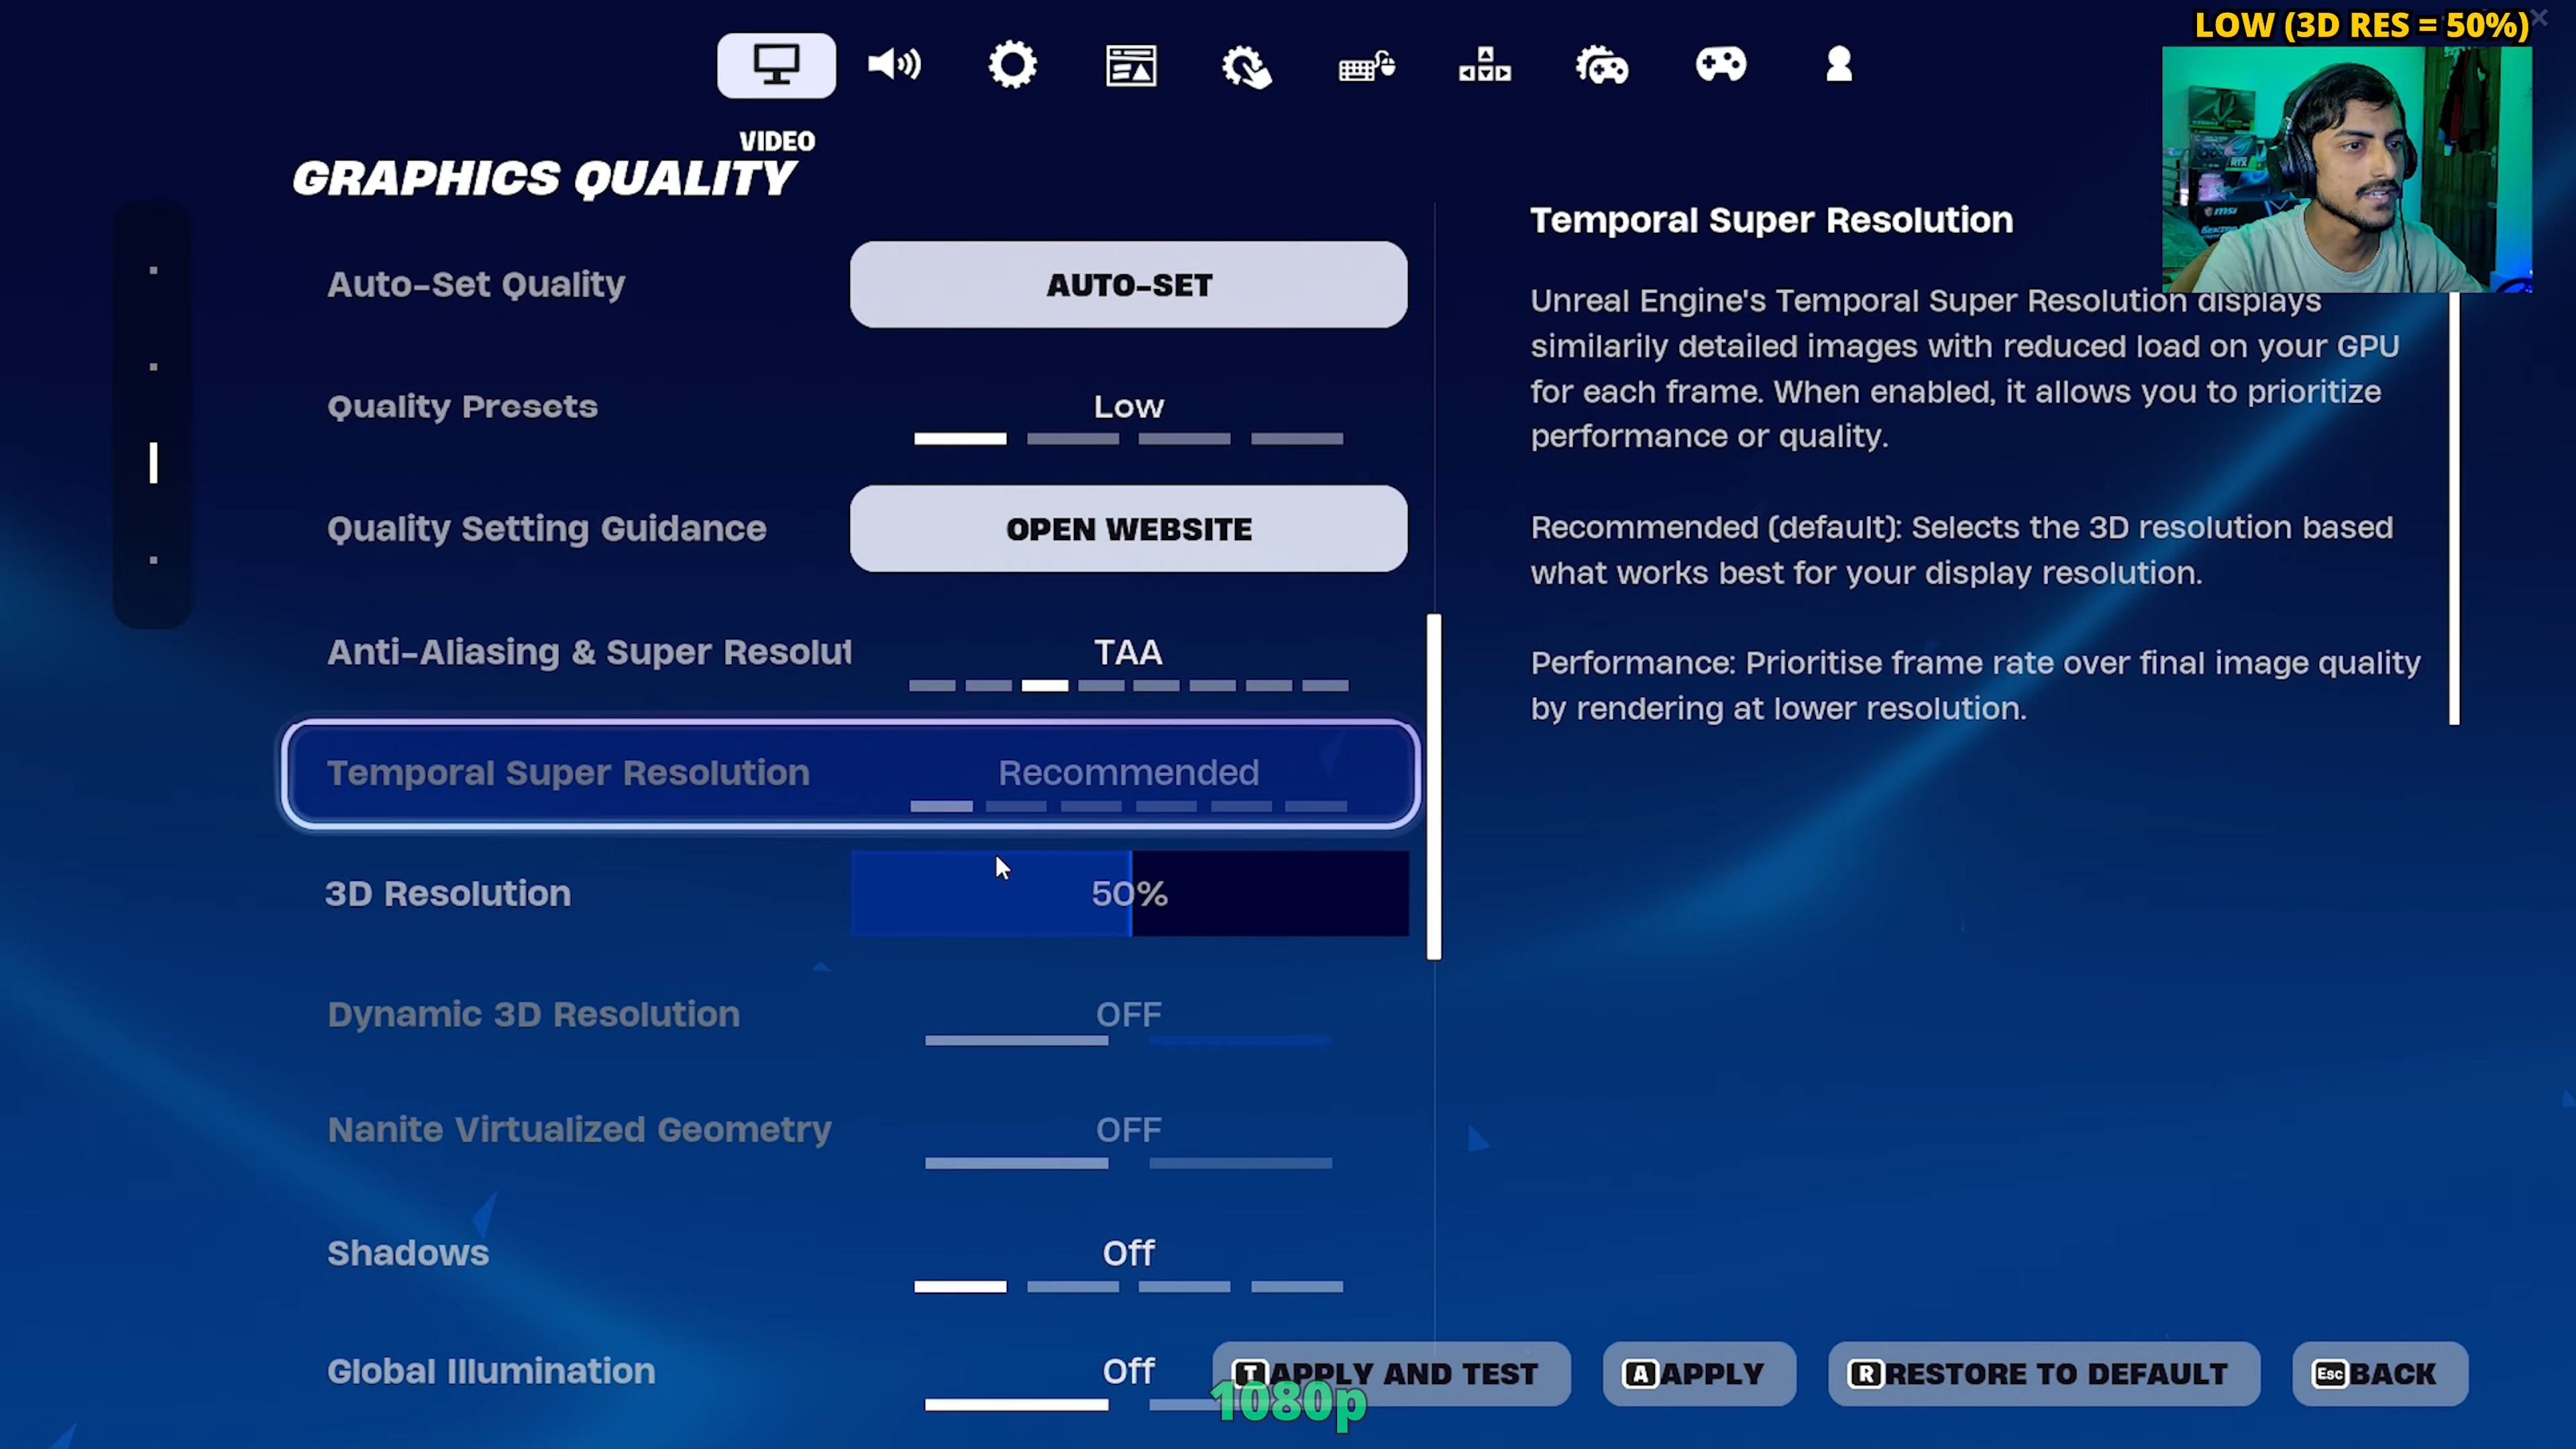 LOW (3D RES = 50%)
VIDEO
GRAPHICS QUALITY
Auto-Set Quality
AUTO-SET
Quality Presets
Low
Quality Setting Guidance
OPEN WEBSITE
Anti-Aliasing & Super Resolut
TAA
Temporal Super Resolution
Recommended
3D Resolution
50%
Dynamic 3D Resolution
OFF
Nanite Virtualized Geometry
OFF
Shadows
Off
Global Illumination
Off
Temporal Super Resolution
Unreal Engine's Temporal Super Resolution displays
similarily detailed images with reduced load on your GPU
for each frame. When enabled, it allows you to prioritize
performance or quality.
Recommended (default): Selects the 3D resolution based
what works best for your display resolution.
Performance: Prioritise frame rate over final image quality
by rendering at lower resolution.
T APPLY AND TEST
A APPLY
R RESTORE TO DEFAULT
Esc BACK
1080p